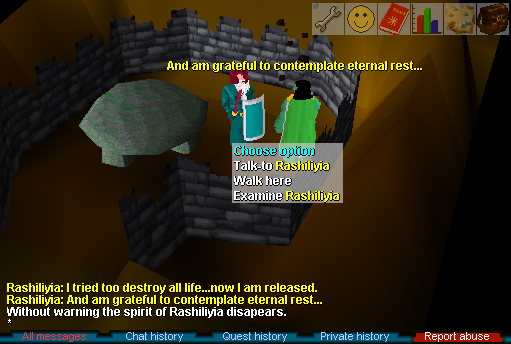 And am grateful to contemplate eternal rest...
Choose option
Talk-to Rashiliyia
Walk here
Examine Rashiliyia
Rashiliyia: I tried too destroy all life...now I am released.
Rashiliyia: And am grateful to contemplate eternal rest...
Without warning the spirit of Rashiliyia disapears.
*
All messages
Chat history
Quest history
Private history
Report abuse